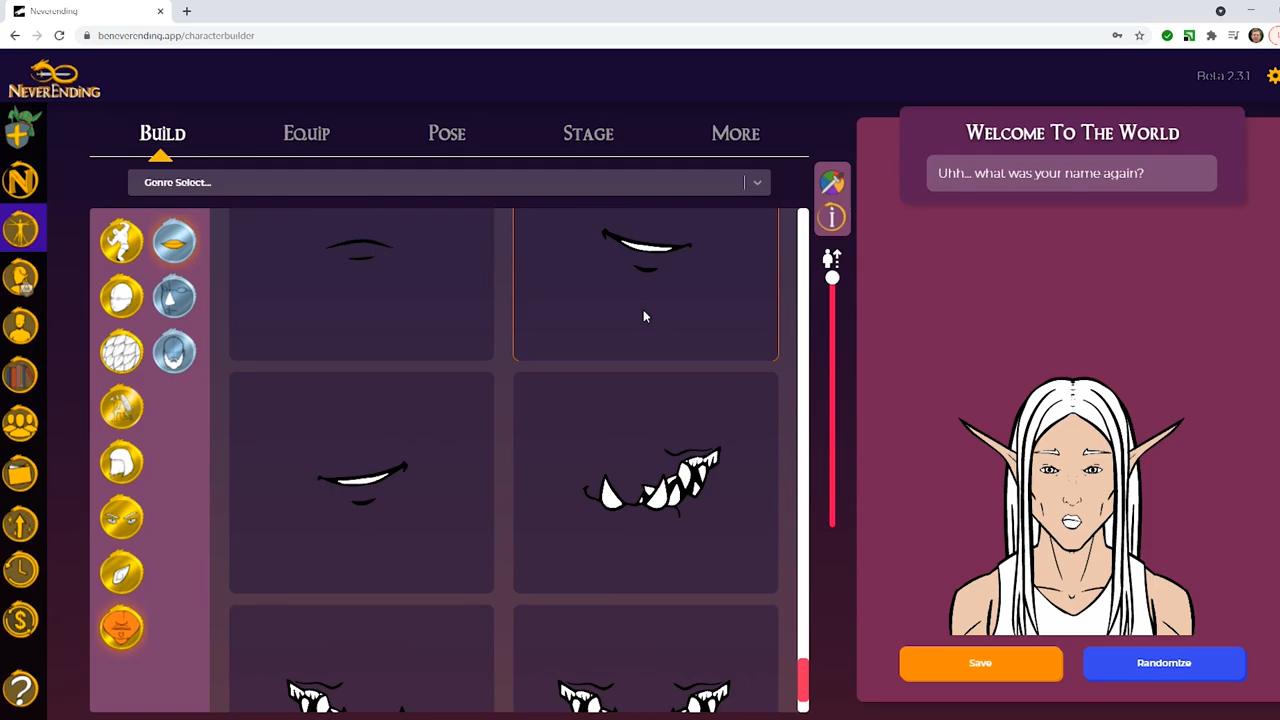 Neverending
beneverending.app/characterbuilder
NEVERENDING
Beta 2.3.1
BUILD
EQUIP
POSE
STAGE
MORE
WELCOME TO THE WORLD
Uhh... what was your name again?
Genre Select...
Save
Randomize